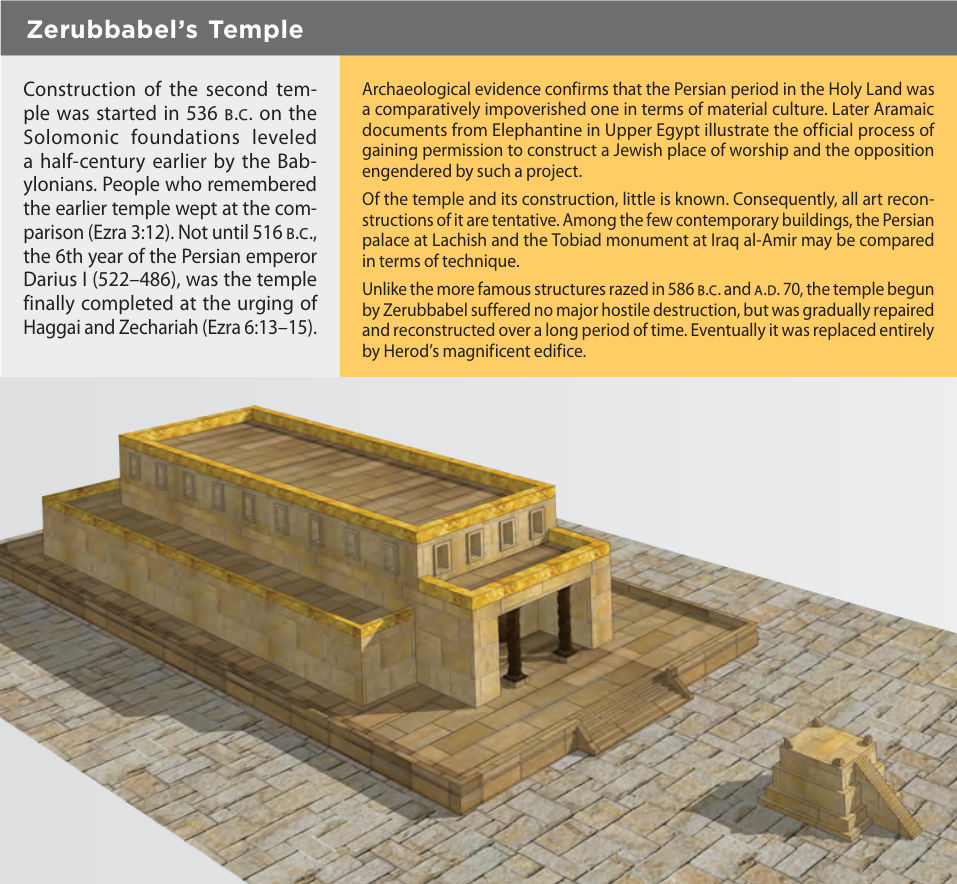 Zerubbabel’s Temple
Construction of the second tem-
ple was started in 536 B.C. on the
Solomonic foundations leveled
a half-century earlier by the Bab-
ylonians. People who remembered
the earlier temple wept at the com-
parison (Ezra 3:12). Not until 516 B.C.,
the 6th year of the Persian emperor
Darius I (522–486), was the temple
finally completed at the urging of
Haggai and Zechariah (Ezra 6:13–15).
Archaeological evidence confirms that the Persian period in the Holy Land was
a comparatively impoverished one in terms of material culture. Later Aramaic
documents from Elephantine in Upper Egypt illustrate the official process of
gaining permission to construct a Jewish place of worship and the opposition
engendered by such a project.
Of the temple and its construction, little is known. Consequently, all art recon-
structions of it are tentative. Among the few contemporary buildings, the Persian
palace at Lachish and the Tobiad monument at Iraq al-Amir may be compared
in terms of technique.
Unlike the more famous structures razed in 586 B.C. and A.D. 70, the temple begun
by Zerubbabel suffered no major hostile destruction, but was gradually repaired
and reconstructed over a long period of time. Eventually it was replaced entirely
by Herod’s magnificent edifice.